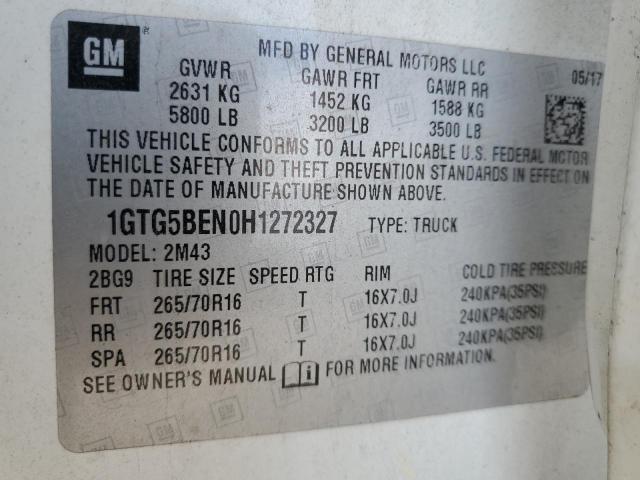 GM
MFD BY GENERAL MOTORS LLC
05/17
GVWR GAWR FRT GAWR RR
2631 KG 1452 KG 1588 KG
5800 LB 3200 LB 3500 LB
THIS VEHICLE CONFORMS TO ALL APPLICABLE U.S. FEDERAL MOTOR
VEHICLE SAFETY AND THEFT PREVENTION STANDARDS IN EFFECT ON
THE DATE OF MANUFACTURE SHOWN ABOVE.
1GTG5BEN0H1272327 TYPE: TRUCK
MODEL: 2M43
2BG9 TIRE SIZE SPEED RTG RIM COLD TIRE PRESSURE
FRT 265/70R16 T 16X7.0J 240KPA(35PSI)
RR 265/70R16 T 16X7.0J 240KPA(35PSI)
SPA 265/70R16 T 16X7.0J 240KPA(35PSI)
SEE OWNER'S MANUAL i FOR MORE INFORMATION.